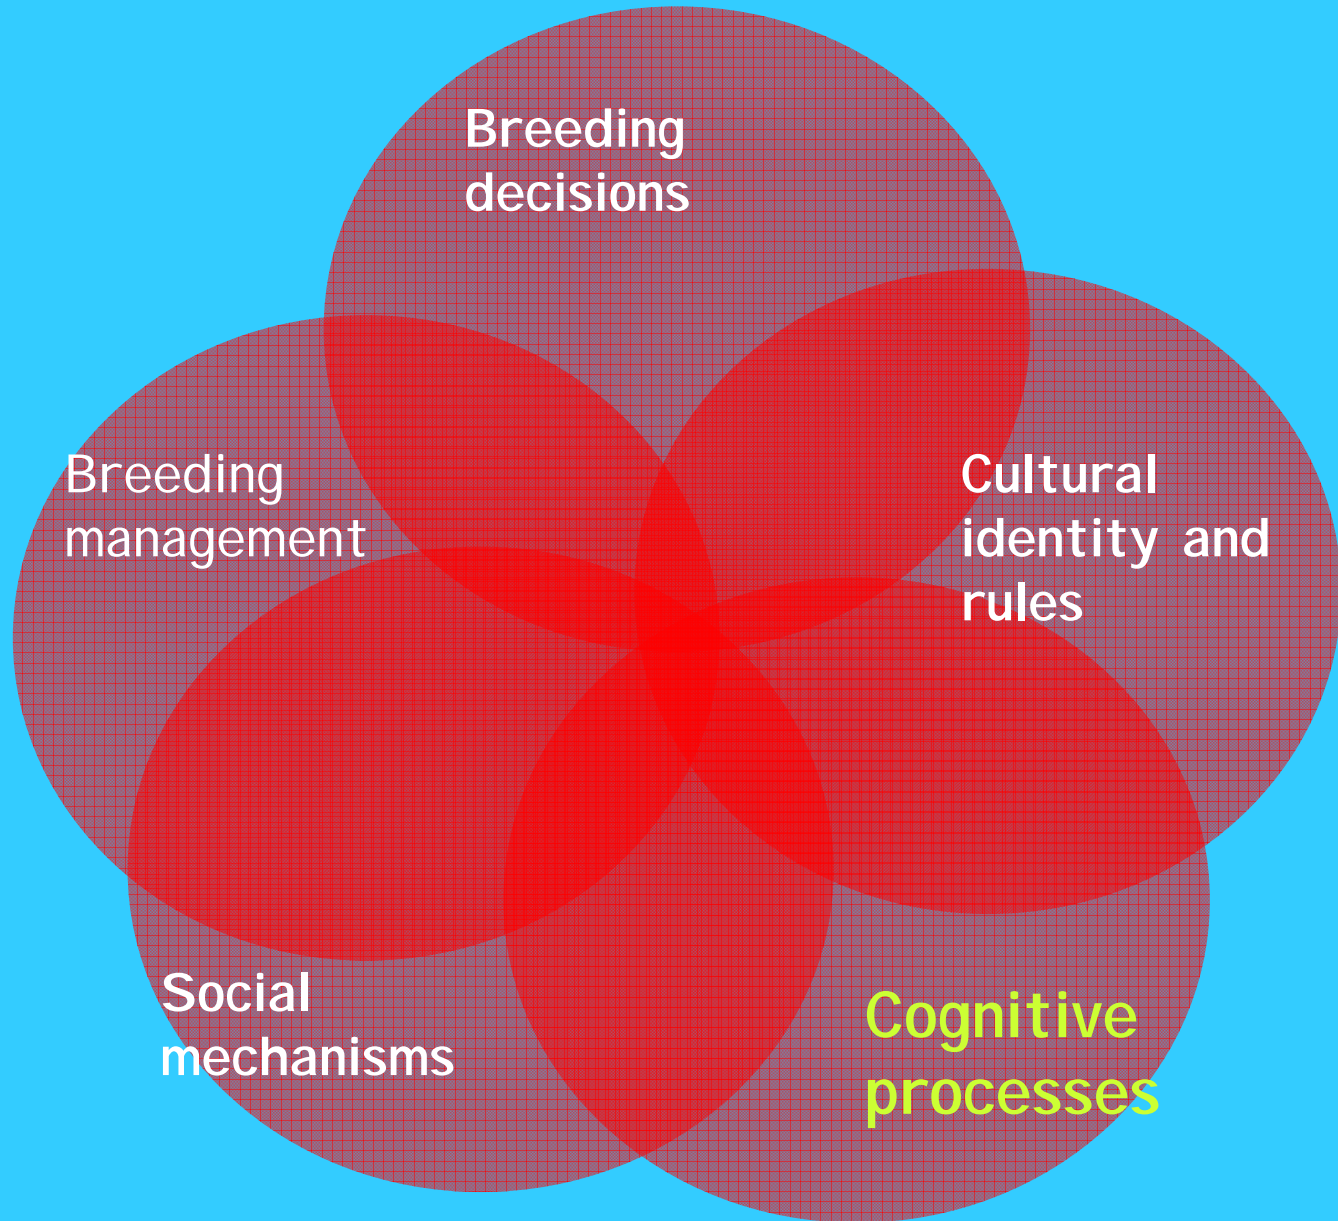 Breeding
decisions
Breeding
management
Cultural
identity and
rules
Social
mechanisms
Cognitive
processes